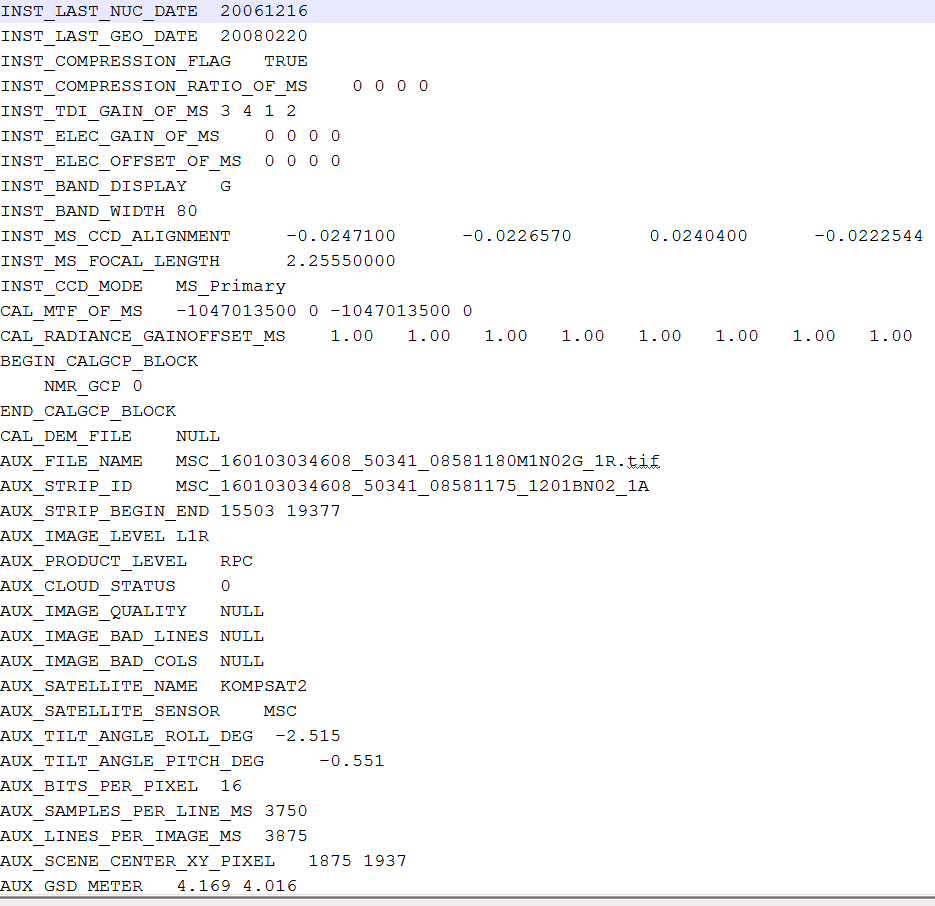 INST_LAST_NUC_DATE 20061216
INST_LAST_GEO_DATE 20080220
INST_COMPRESSION_FLAG TRUE
INST_COMPRESSION_RATIO_OF_MS 0 0 0 0
INST_TDI_GAIN_OF_MS 3 4 1 2
INST_ELEC_GAIN_OF_MS 0 0 0 0
INST_ELEC_OFFSET_OF_MS 0 0 0 0
INST_BAND_DISPLAY G
INST_BAND_WIDTH 80
INST_MS_CCD_ALIGNMENT -0.0247100 -0.0226570 0.0240400 -0.0222544
INST_MS_FOCAL_LENGTH 2.25550000
INST_CCD_MODE MS_Primary
CAL_MTF_OF_MS -1047013500 0 -1047013500 0
CAL_RADIANCE_GAINOFFSET_MS 1.00 1.00 1.00 1.00 1.00 1.00 1.00 1.00
BEGIN_CALGCP_BLOCK
NMR_GCP 0
END_CALGCP_BLOCK
CAL_DEM_FILE NULL
AUX_FILE_NAME MSC_160103034608_50341_08581180M1N02G_1R.tif
AUX_STRIP_ID MSC_160103034608_50341_08581175_1201BN02_1A
AUX_STRIP_BEGIN_END 15503 19377
AUX_IMAGE_LEVEL L1R
AUX_PRODUCT_LEVEL RPC
AUX_CLOUD_STATUS 0
AUX_IMAGE_QUALITY NULL
AUX_IMAGE_BAD_LINES NULL
AUX_IMAGE_BAD_COLS NULL
AUX_SATELLITE_NAME KOMPSAT2
AUX_SATELLITE_SENSOR MSC
AUX_TILT_ANGLE_ROLL_DEG -2.515
AUX_TILT_ANGLE_PITCH_DEG -0.551
AUX_BITS_PER_PIXEL 16
AUX_SAMPLES_PER_LINE_MS 3750
AUX_LINES_PER_IMAGE_MS 3875
AUX_SCENE_CENTER_XY_PIXEL 1875 1937
AUX_GSD_METER 4.169 4.016